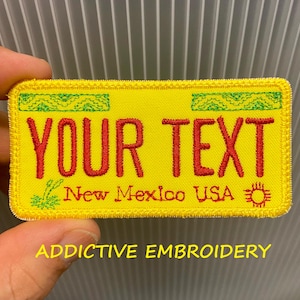 YOUR TEXT
New Mexico USA
ADDICTIVE EMBROIDERY